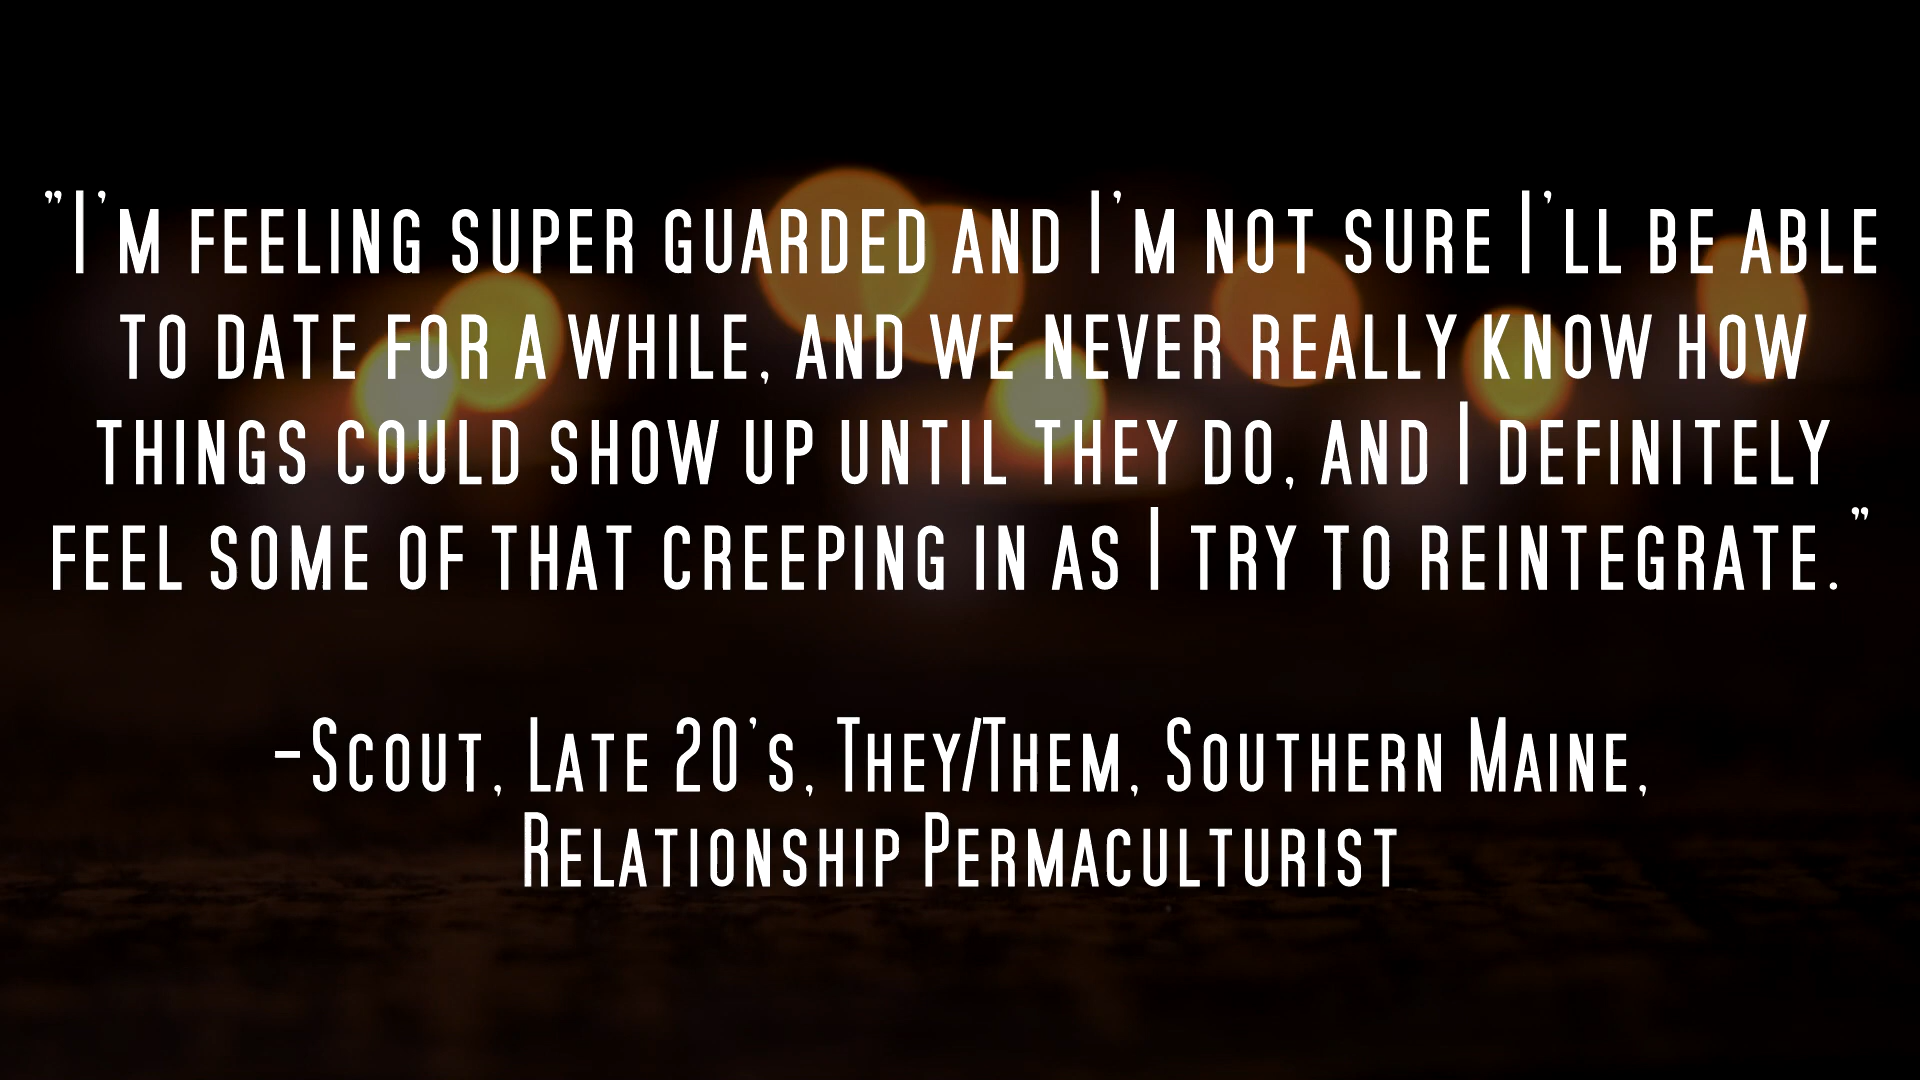 "I'm feeling super guarded and I'm not sure I'll be able
to date for a while, and we never really know how
things could show up until they do, and I definitely
feel some of that creeping in as I try to reintegrate."
-Scout, Late 20's, They/Them, Southern Maine,
Relationship Permaculturist